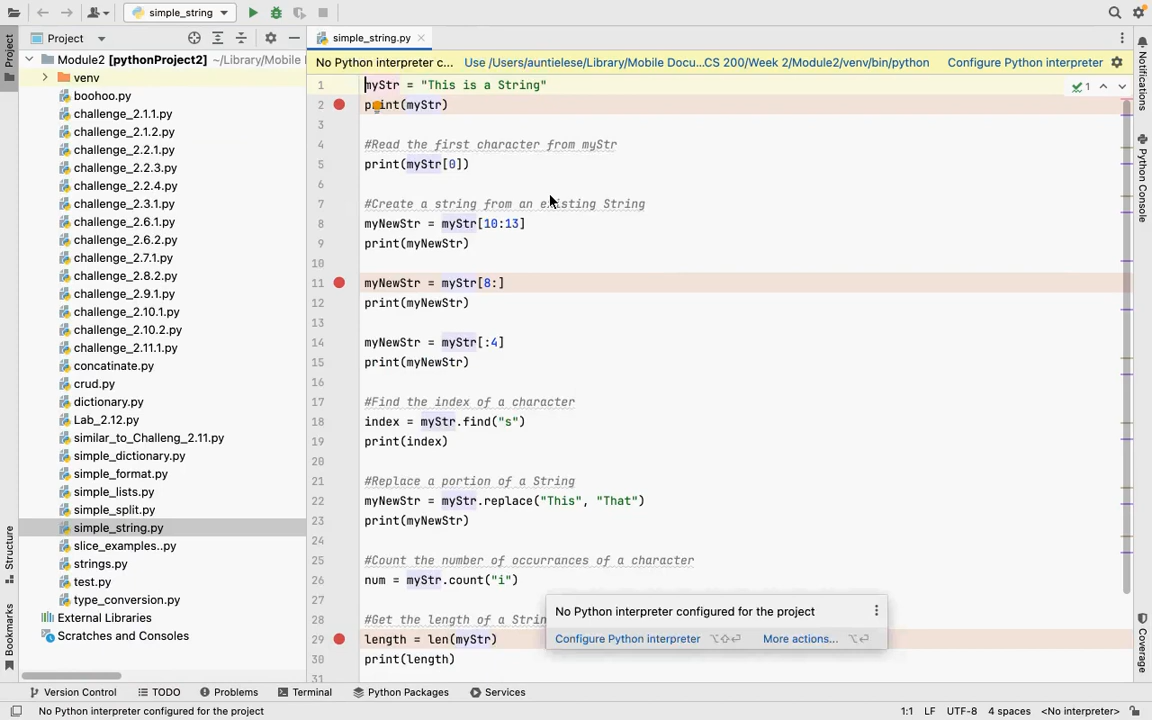 simple_string
Project
Module2 [pythonProject2] ~/Library/Mobile
venv
boohoo.py
challenge_2.1.1.py
challenge_2.1.2.py
challenge_2.2.1.py
challenge_2.2.3.py
challenge_2.2.4.py
challenge_2.3.1.py
challenge_2.6.1.py
challenge_2.6.2.py
challenge_2.7.1.py
challenge_2.8.2.py
challenge_2.9.1.py
challenge_2.10.1.py
challenge_2.10.2.py
challenge_2.11.1.py
concatinate.py
crud.py
dictionary.py
Lab_2.12.py
similar_to_Challeng_2.11.py
simple_dictionary.py
simple_format.py
simple_lists.py
simple_split.py
simple_string.py
slice_examples..py
strings.py
test.py
type_conversion.py
External Libraries
Scratches and Consoles
Project
Structure
Bookmarks
simple_string.py
No Python interpreter c... Use /Users/auntielese/Library/Mobile Docu...CS 200/Week 2/Module2/venv/bin/python Configure Python interpreter
1 myStr = "This is a String"
2 print(myStr)
3
4 #Read the first character from myStr
5 print(myStr[0])
6
7 #Create a string from an existing String
8 myNewStr = myStr[10:13]
9 print(myNewStr)
10
11 myNewStr = myStr[8:]
12 print(myNewStr)
13
14 myNewStr = myStr[:4]
15 print(myNewStr)
16
17 #Find the index of a character
18 index = myStr.find("s")
19 print(index)
20
21 #Replace a portion of a String
22 myNewStr = myStr.replace("This", "That")
23 print(myNewStr)
24
25 #Count the number of occurrances of a character
26 num = myStr.count("i")
27
28 #Get the length of a Strin
29 length = len(myStr)
30 print(length)
31
1
No Python interpreter configured for the project
Configure Python interpreter ⌥⇧⏎ More actions... ⌥⏎
Notifications
Python Console
Coverage
Version Control TODO Problems Terminal Python Packages Services
No Python interpreter configured for the project 1:1 LF UTF-8 4 spaces <No interpreter>